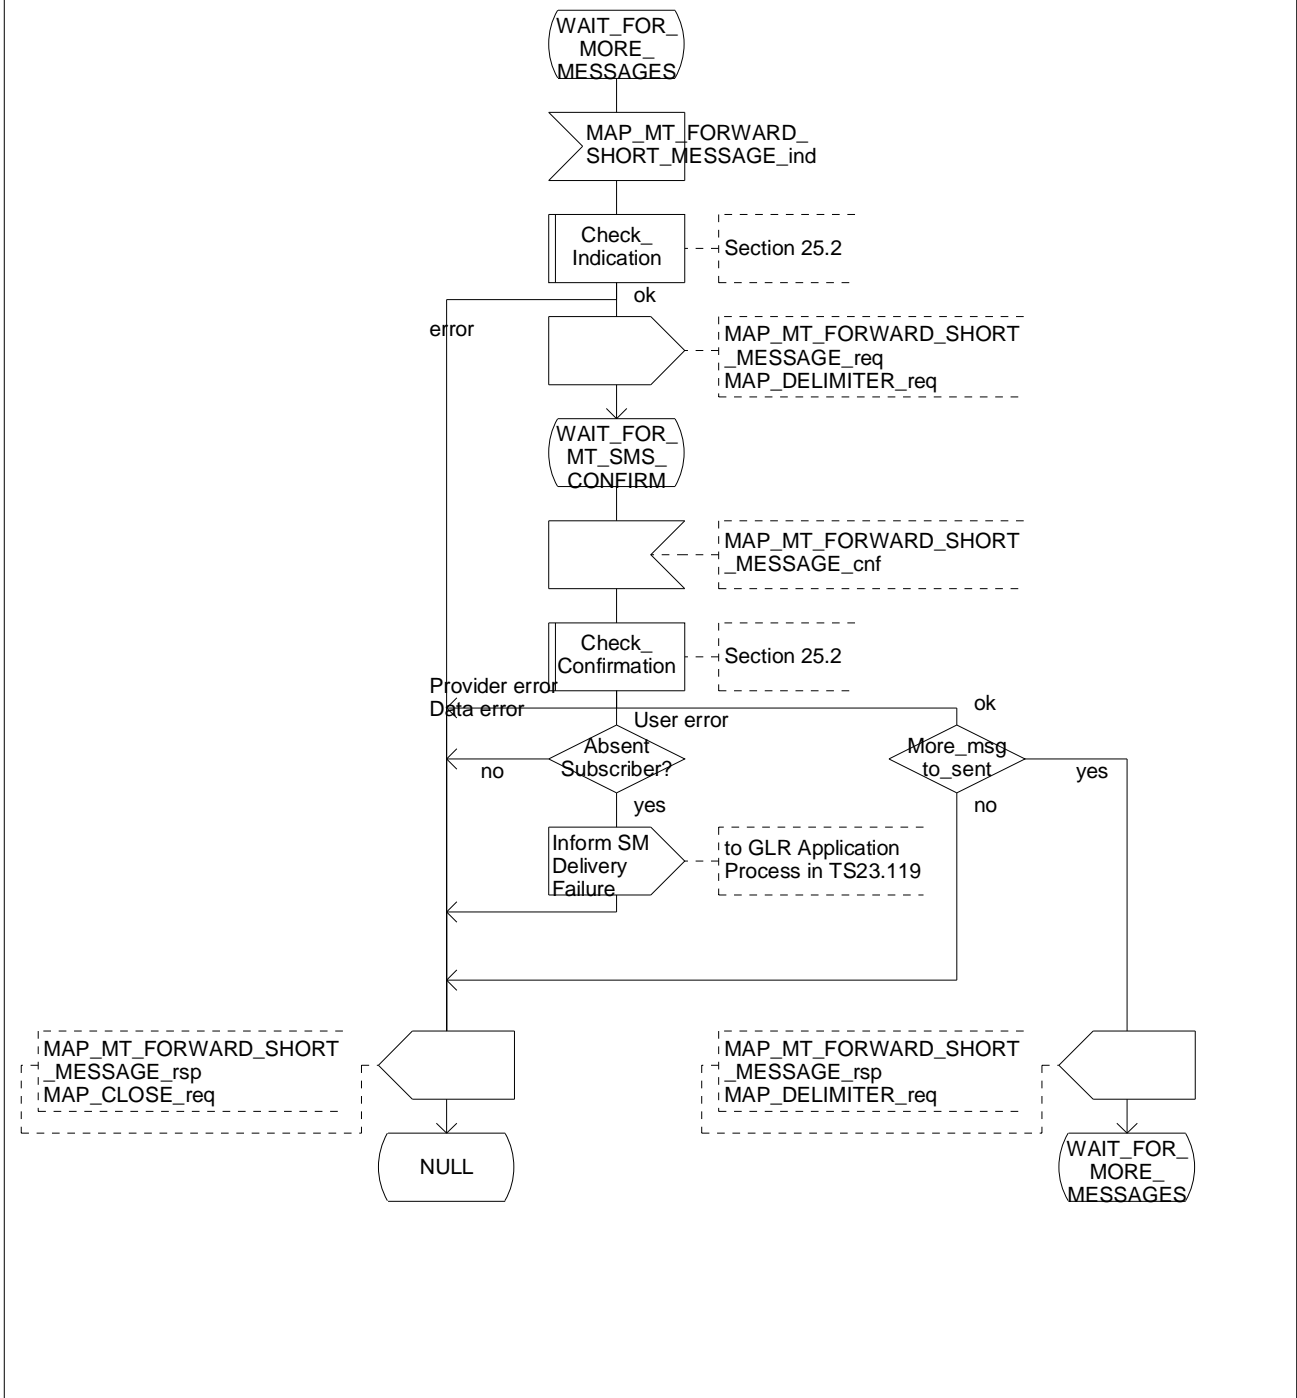 WAIT_FOR_
MORE_
MESSAGES
MAP_MT_FORWARD_
SHORT_MESSAGE_ind
Check_
Indication
Section 25.2
ok
error
MAP_MT_FORWARD_SHORT
_MESSAGE_req
MAP_DELIMITER_req
WAIT_FOR_
MT_SMS_
CONFIRM
MAP_MT_FORWARD_SHORT
_MESSAGE_cnf
Check_
Confirmation
Section 25.2
Provider error
Data error
User error
ok
Absent
Subscriber?
no
More_msg
to_sent
yes
yes
no
Inform SM
Delivery
Failure
to GLR Application
Process in TS23.119
MAP_MT_FORWARD_SHORT
_MESSAGE_rsp
MAP_CLOSE_req
MAP_MT_FORWARD_SHORT
_MESSAGE_rsp
MAP_DELIMITER_req
NULL
WAIT_FOR_
MORE_
MESSAGES